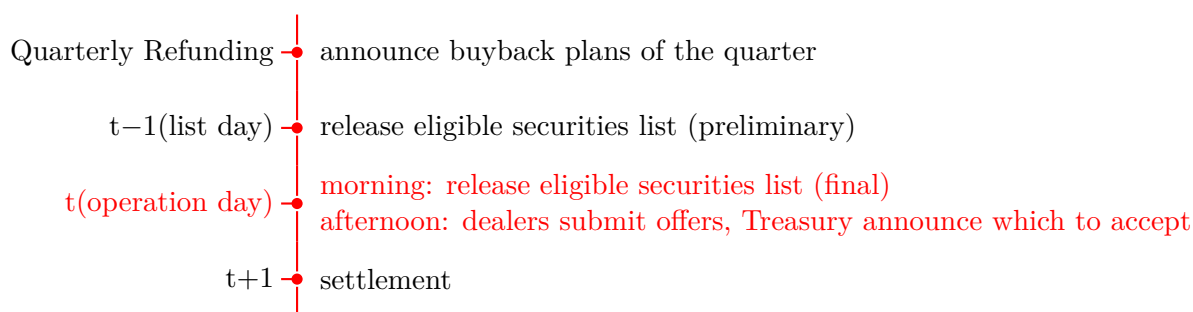 Quarterly Refunding announce buyback plans of the quarter
t−1(list day) release eligible securities list (preliminary)
t(operation day) morning: release eligible securities list (final)
afternoon: dealers submit offers, Treasury announce which to accept
t+1 settlement